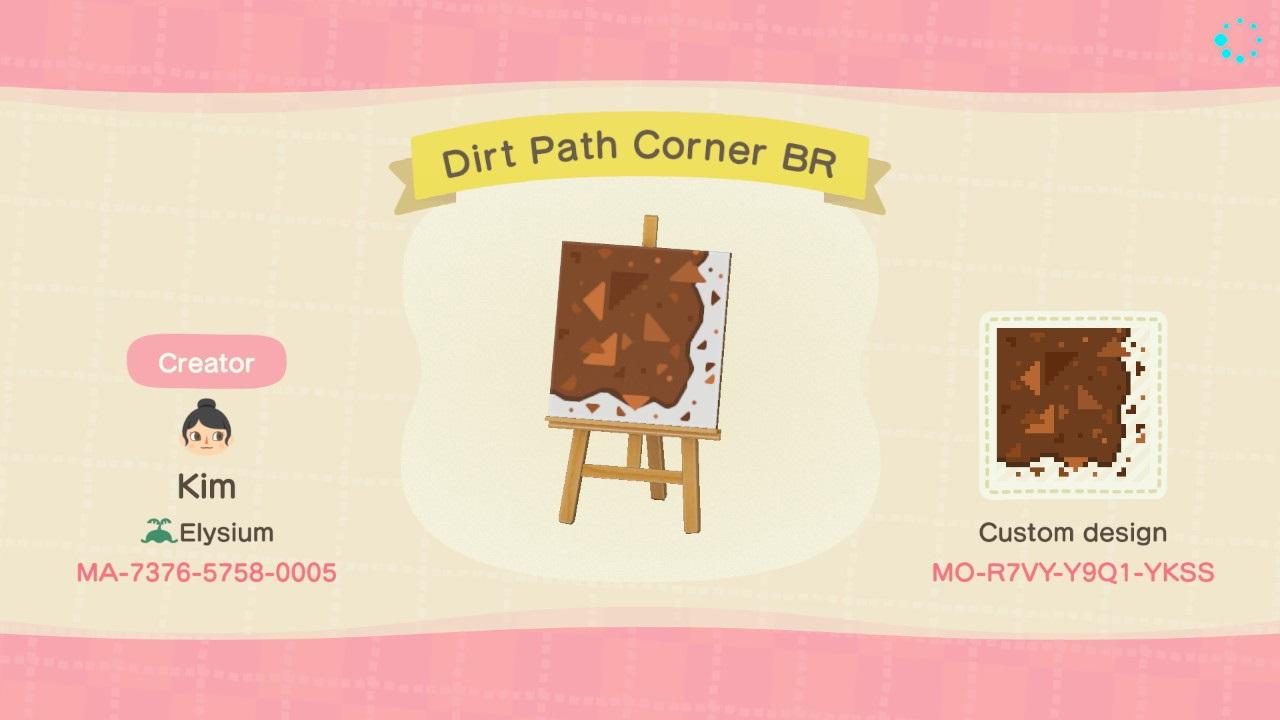 Dirt Path Corner BR
Creator
Kim
Elysium
MA-7376-5758-0005
Custom design
MO-R7VY-Y9Q1-YKSS